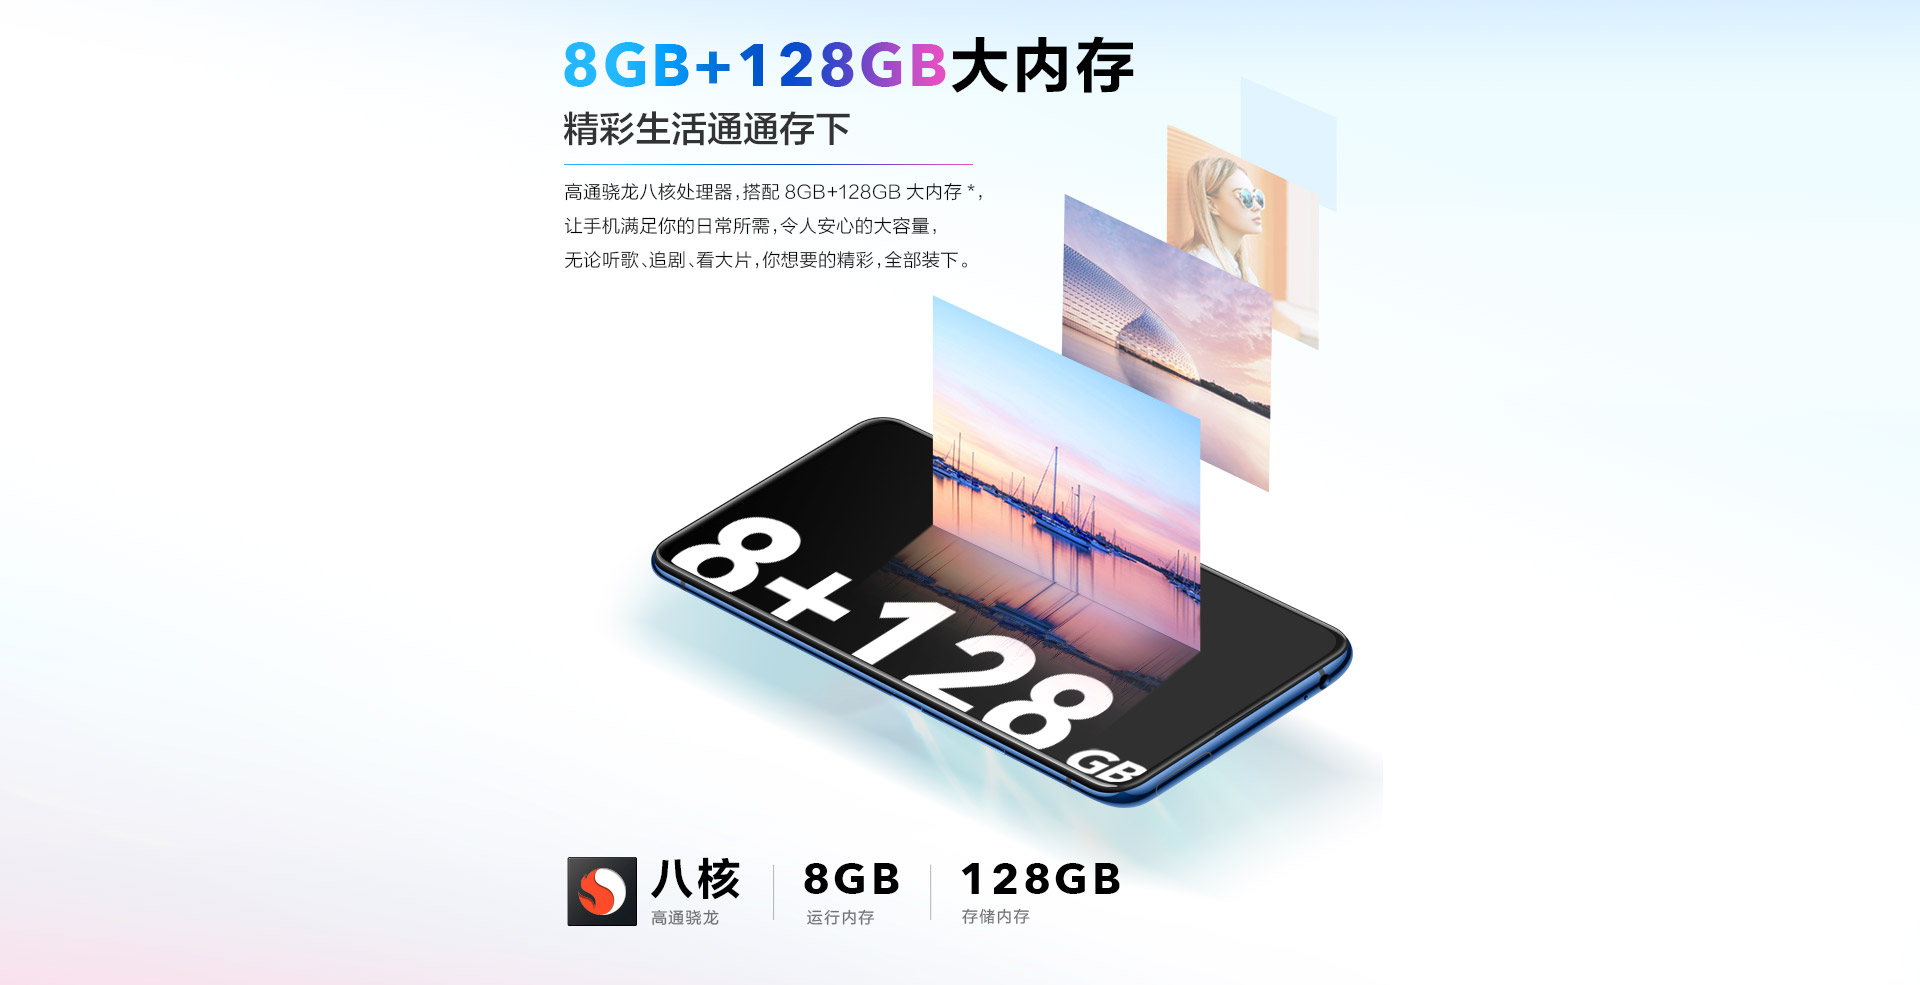 8GB+128GB大内存
精彩生活通通存下
高通骁龙八核处理器,搭配 8GB+128GB 大内存 *,
让手机满足你的日常所需,令人安心的大容量,
无论听歌、追剧、看大片,你想要的精彩,全部装下。
8+128GB
八核
高通骁龙
8GB
运行内存
128GB
存储内存